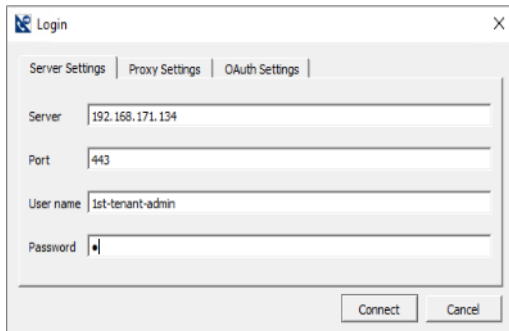 Login
Server Settings Proxy Settings OAuth Settings
Server 192.168.171.134
Port 443
User name 1st-tenant-admin
Password •
Connect Cancel